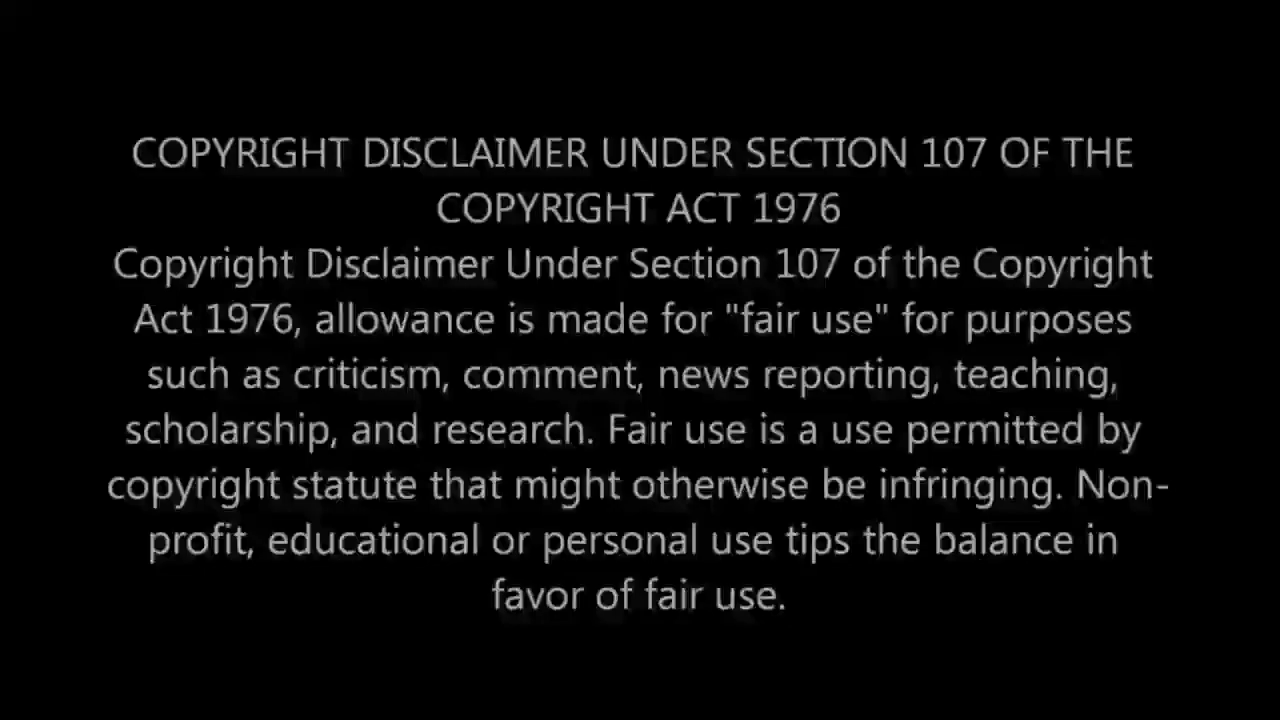 COPYRIGHT DISCLAIMER UNDER SECTION 107 OF THE
COPYRIGHT ACT 1976
Copyright Disclaimer Under Section 107 of the Copyright
Act 1976, allowance is made for "fair use" for purposes
such as criticism, comment, news reporting, teaching,
scholarship, and research. Fair use is a use permitted by
copyright statute that might otherwise be infringing. Non-
profit, educational or personal use tips the balance in
favor of fair use.